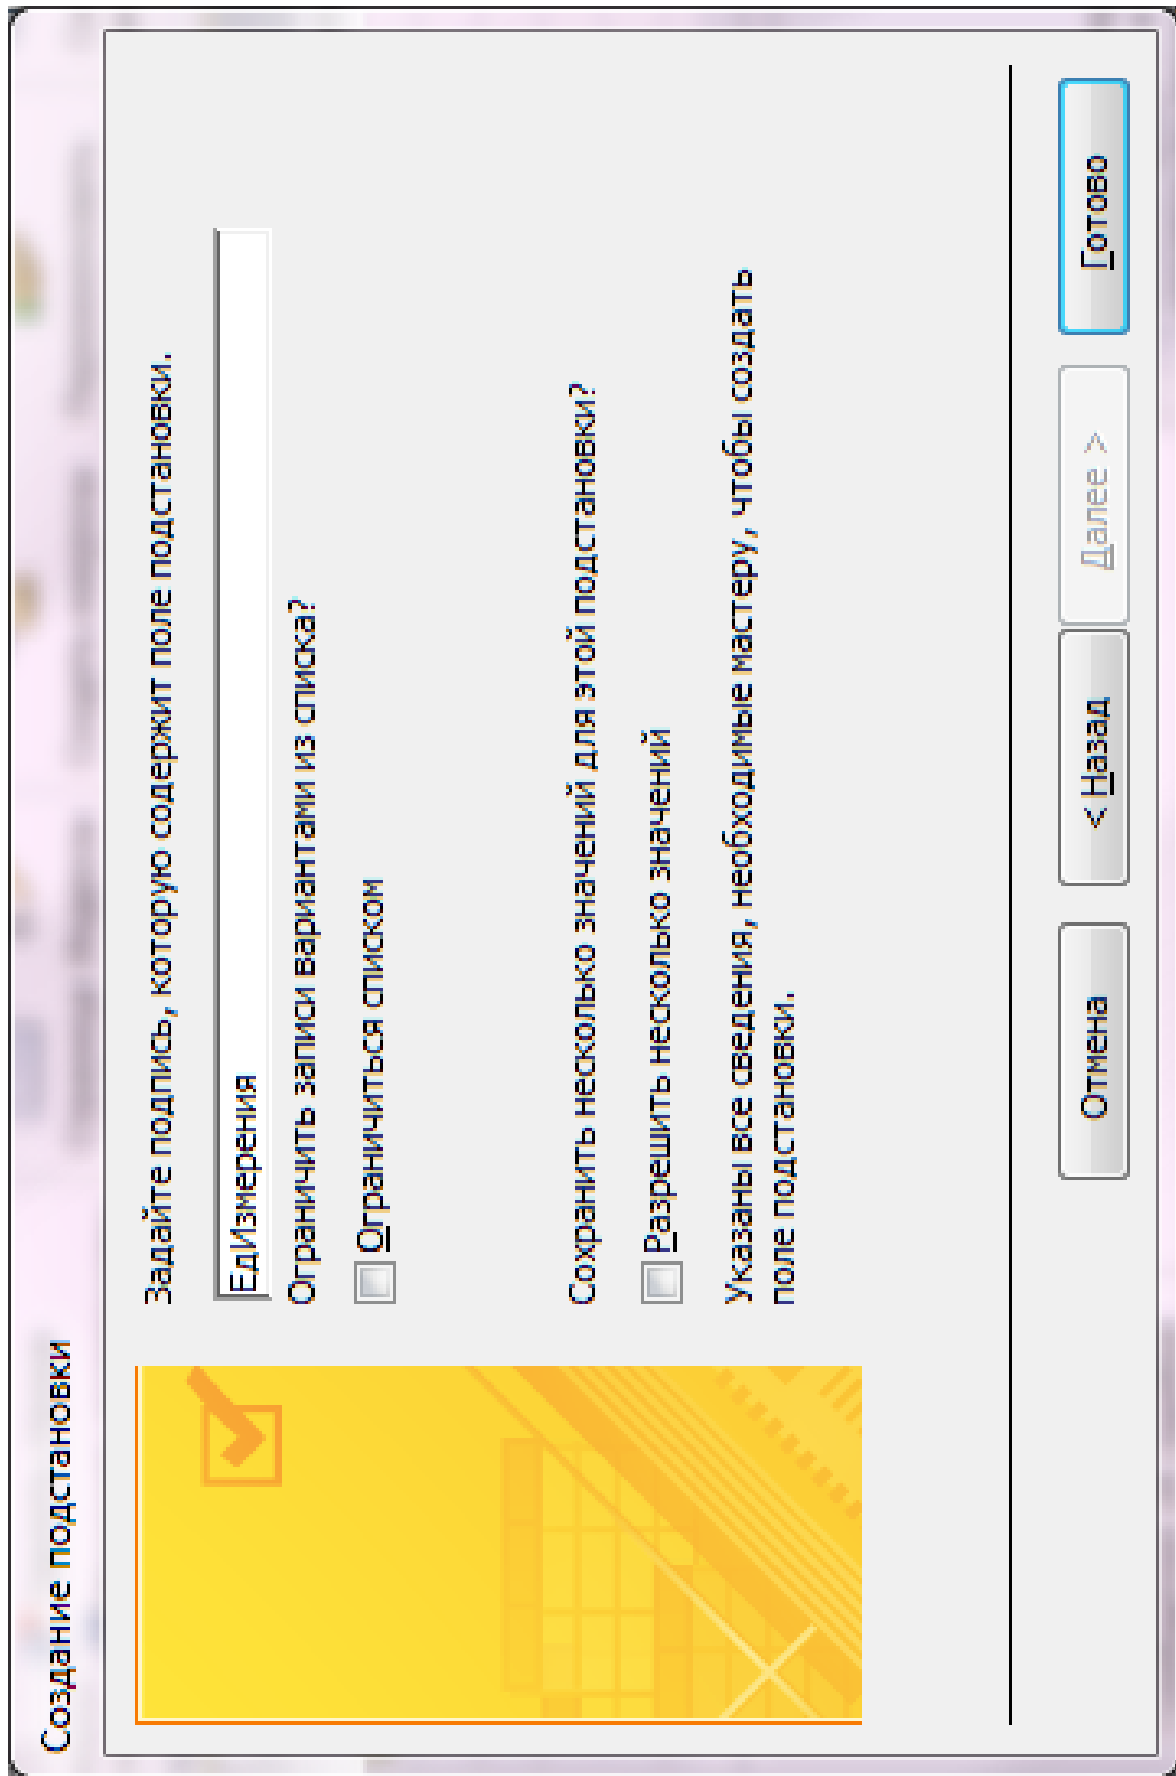 Создание подстановки
Задайте подпись, которую содержит поле подстановки.
ЕдИзмерения
Ограничить записи вариантами из списка?
Ограничиться списком
Сохранить несколько значений для этой подстановки?
Разрешить несколько значений
Указаны все сведения, необходимые мастеру, чтобы создать
поле подстановки.
Отмена
< Назад
Далее >
Готово